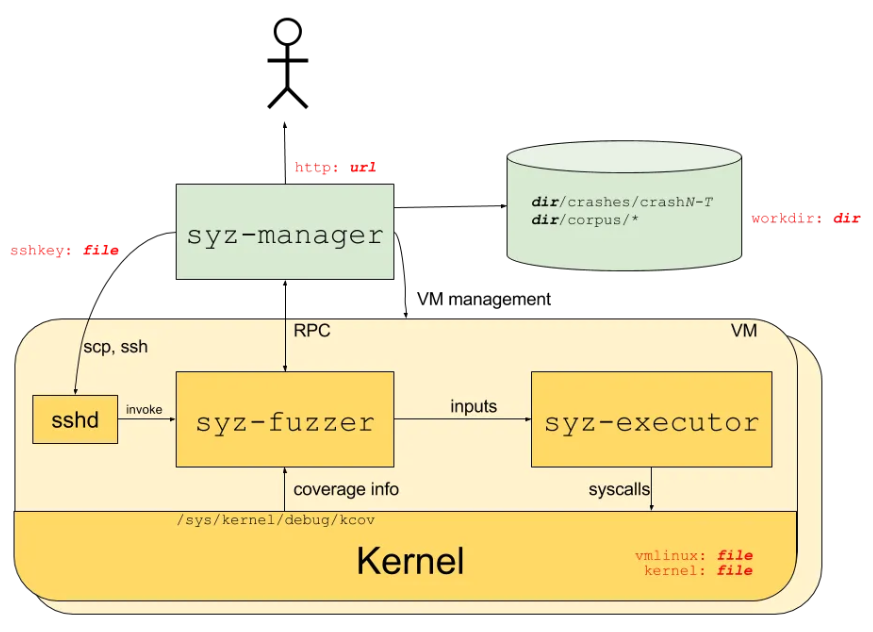 http: url
dir/crashes/crashN-T
dir/corpus/*
workdir: dir
syz-manager
sshkey: file
VM management
RPC
VM
scp, ssh
sshd
invoke
syz-fuzzer
inputs
syz-executor
coverage info
syscalls
/sys/kernel/debug/kcov
Kernel
vmlinux: file
kernel: file